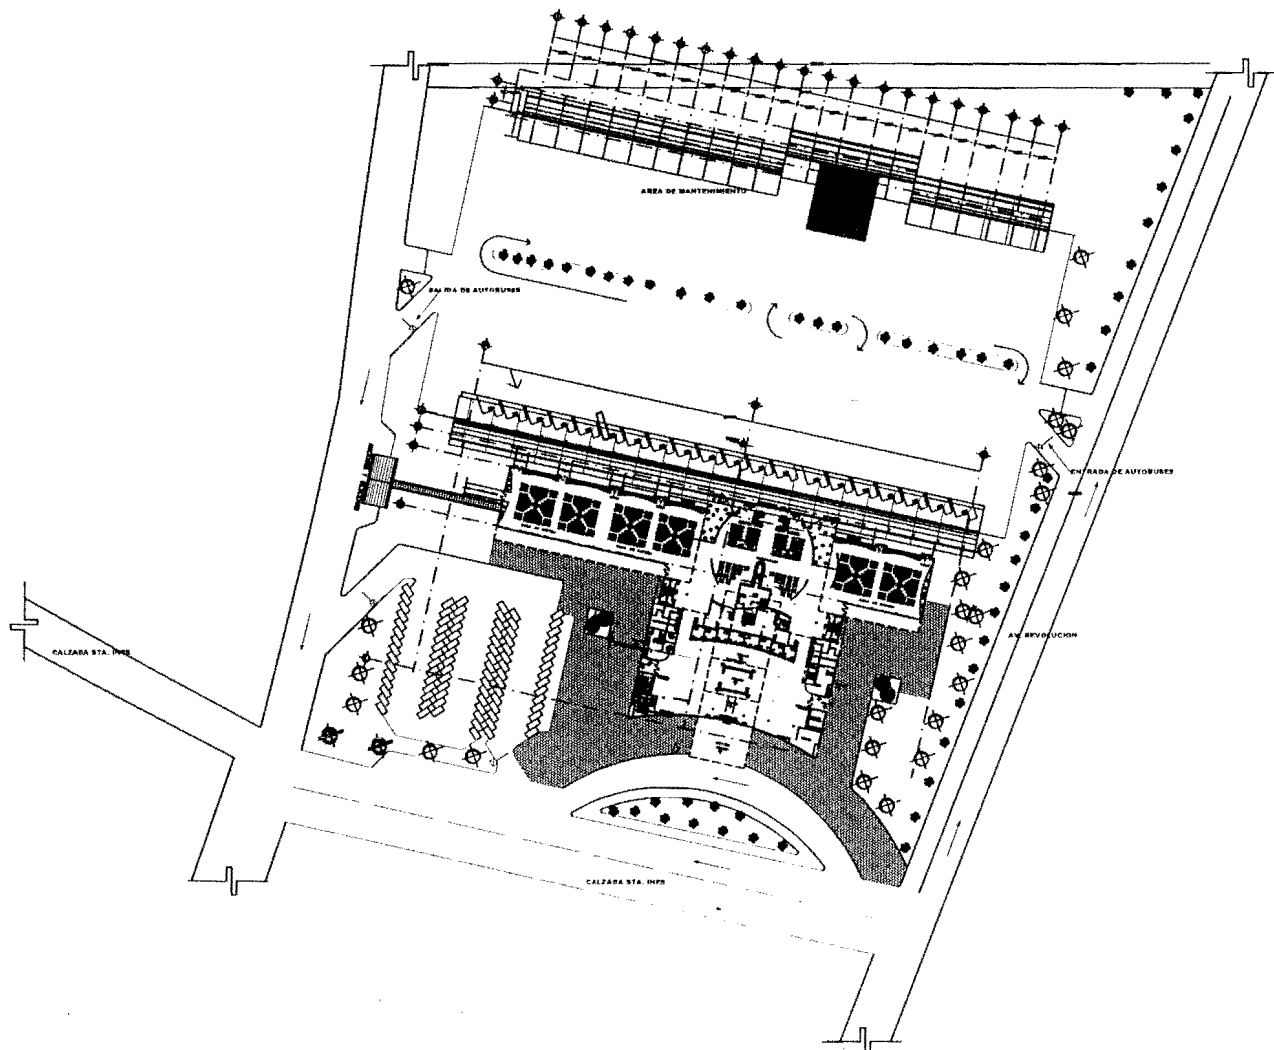 AREA DE MANTENIMIENTO
SALIDA DE AUTOBUSES
ENTRADA DE AUTOBUSES
AV. REVOLUCION
CALZADA STA. INES
CALZADA STA. INES